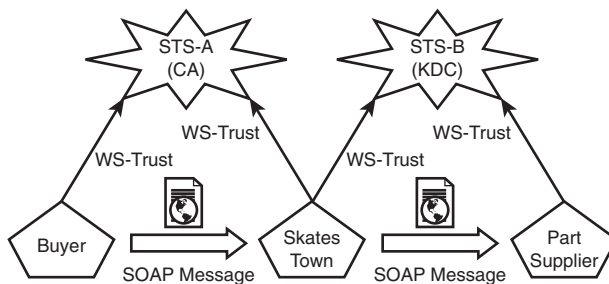 STS-A
(CA)
STS-B
(KDC)
WS-Trust
WS-Trust
WS-Trust
WS-Trust
Buyer
Skates
Town
Part
Supplier
SOAP Message
SOAP Message